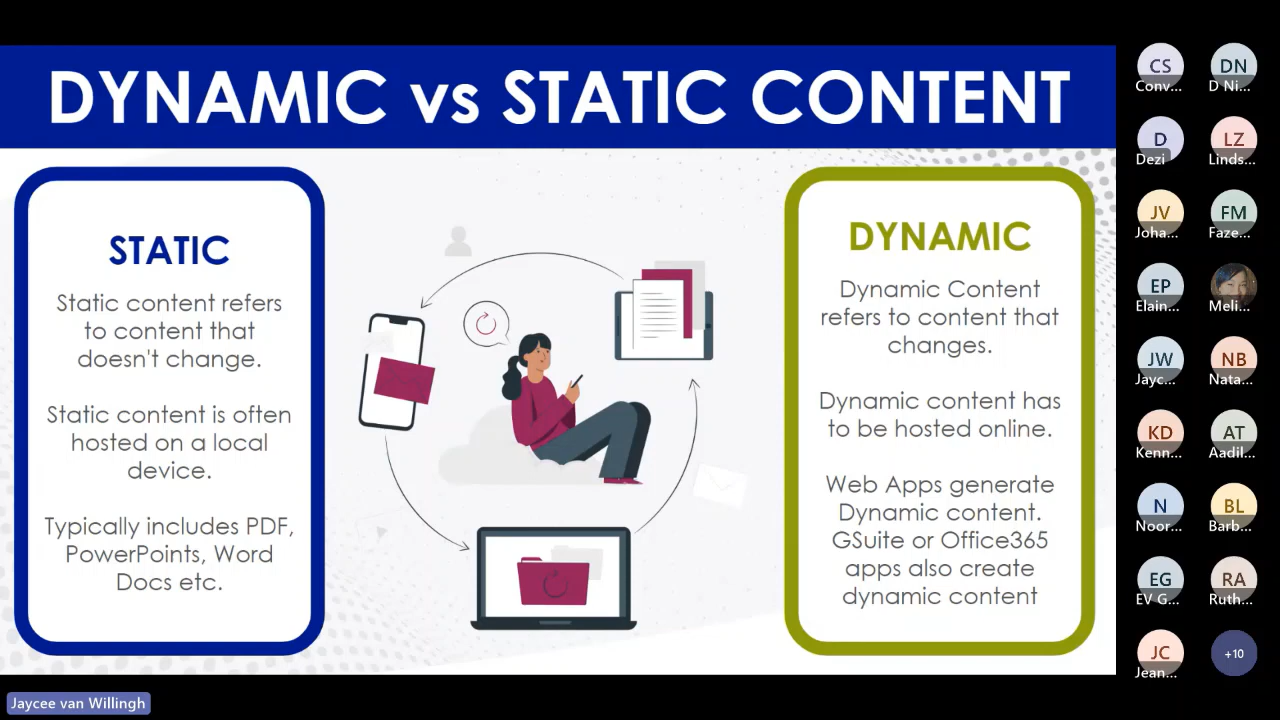 DYNAMIC vs STATIC CONTENT
STATIC
Static content refers
to content that
doesn't change.
Static content is often
hosted on a local
device.
Typically includes PDF,
PowerPoints, Word
Docs etc.
DYNAMIC
Dynamic Content
refers to content that
changes.
Dynamic content has
to be hosted online.
Web Apps generate
Dynamic content.
GSuite or Office365
apps also create
dynamic content
CS
DN
Conv...
D Ni...
D
LZ
Dezi
Linds...
JV
FM
Joha...
Faze...
EP
Elain...
Meli...
JW
NB
Jayc...
Nata...
KD
AT
Kenn...
Aadil...
N
BL
Noor...
Barb...
EG
RA
EV G...
Ruth...
JC
+10
Jean...
Jaycee van Willingh